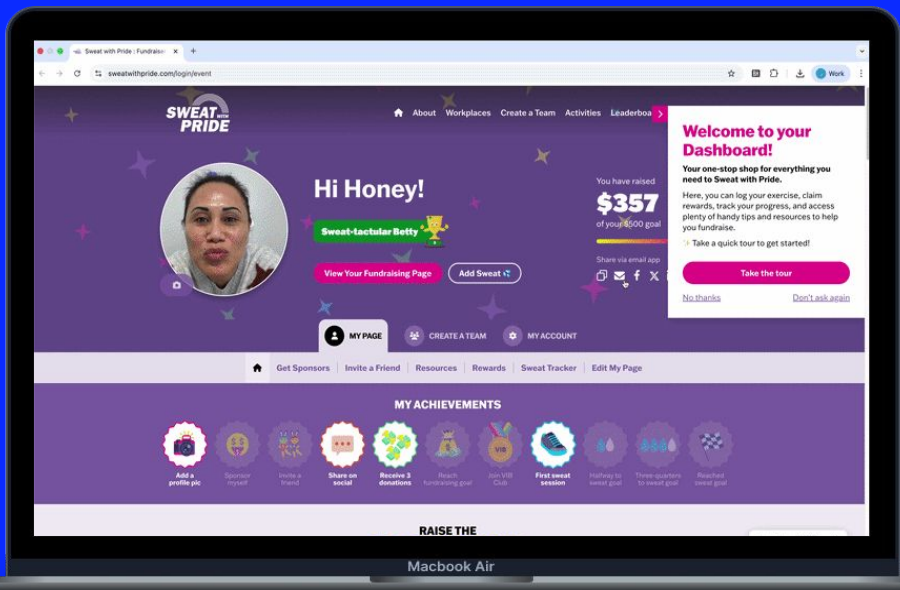 Sweat with Pride : Fundraise
sweatwithpride.com/login/event
Work
SWEAT WITH
PRIDE
About Workplaces Create a Team Activities Leaderboa
Welcome to your
Dashboard!
Your one-stop shop for everything you
need to Sweat with Pride.
Here, you can log your exercise, claim
rewards, track your progress, and access
plenty of handy tips and resources to help
you fundraise.
✨ Take a quick tour to get started!
Take the tour
No thanks Don't ask again
Hi Honey!
Sweat-tactular Betty
View Your Fundraising Page Add Sweat
You have raised
$357
of your $500 goal
Share via email app
MY PAGE CREATE A TEAM MY ACCOUNT
Get Sponsors Invite a Friend Resources Rewards Sweat Tracker Edit My Page
MY ACHIEVEMENTS
VIB
Add a
profile pic
Sponsor
myself
Invite a
friend
Share on
social
Receive 3
donations
Reach
fundraising goal
Join VIB
Club
First sweat
session
Halfway to
sweat goal
Three-quarters
to sweat goal
Reached
sweat goal
RAISE THE
Macbook Air